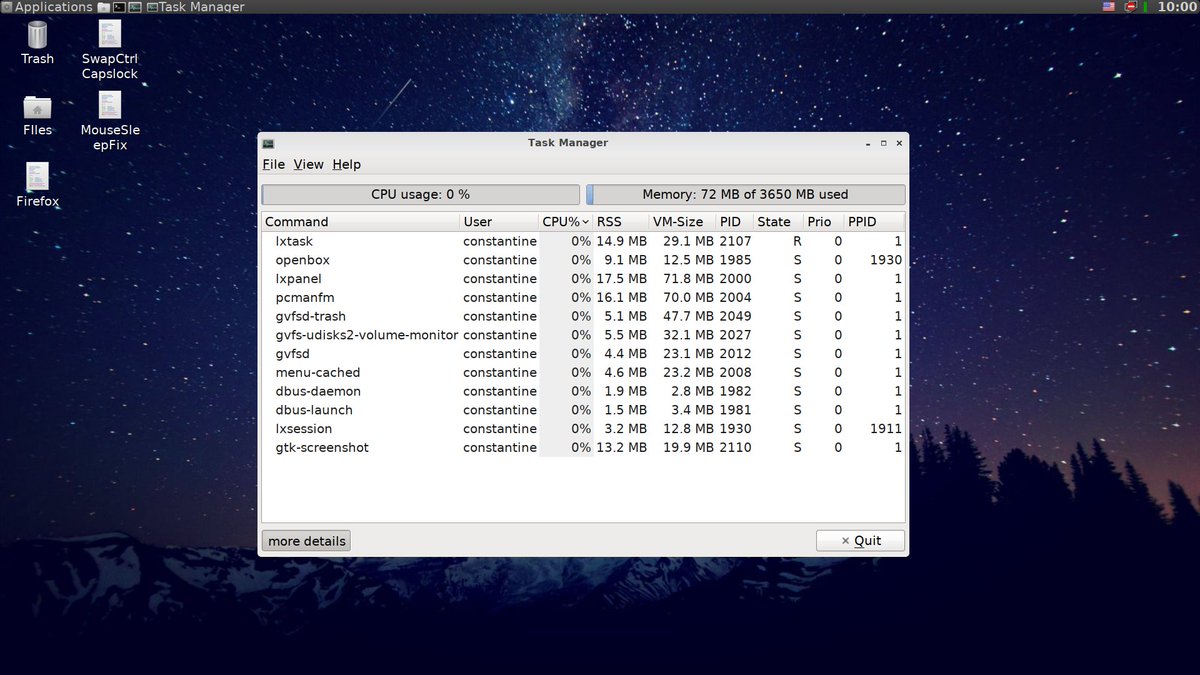 Applications Task Manager 10:00
Trash
SwapCtrl
Capslock
FIles
MouseSle
epFix
Firefox
Task Manager
File View Help
CPU usage: 0 % Memory: 72 MB of 3650 MB used
Command User CPU% RSS VM-Size PID State Prio PPID
lxtask constantine 0% 14.9 MB 29.1 MB 2107 R 0 1
openbox constantine 0% 9.1 MB 12.5 MB 1985 S 0 1930
lxpanel constantine 0% 17.5 MB 71.8 MB 2000 S 0 1
pcmanfm constantine 0% 16.1 MB 70.0 MB 2004 S 0 1
gvfsd-trash constantine 0% 5.1 MB 47.7 MB 2049 S 0 1
gvfs-udisks2-volume-monitor constantine 0% 5.5 MB 32.1 MB 2027 S 0 1
gvfsd constantine 0% 4.4 MB 23.1 MB 2012 S 0 1
menu-cached constantine 0% 4.6 MB 23.2 MB 2008 S 0 1
dbus-daemon constantine 0% 1.9 MB 2.8 MB 1982 S 0 1
dbus-launch constantine 0% 1.5 MB 3.4 MB 1981 S 0 1
lxsession constantine 0% 3.2 MB 12.8 MB 1930 S 0 1911
gtk-screenshot constantine 0% 13.2 MB 19.9 MB 2110 S 0 1
more details Quit